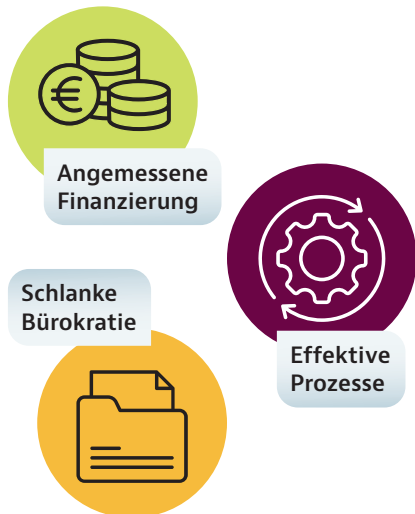 Angemessene
Finanzierung
Effektive
Prozesse
Schlanke
Bürokratie